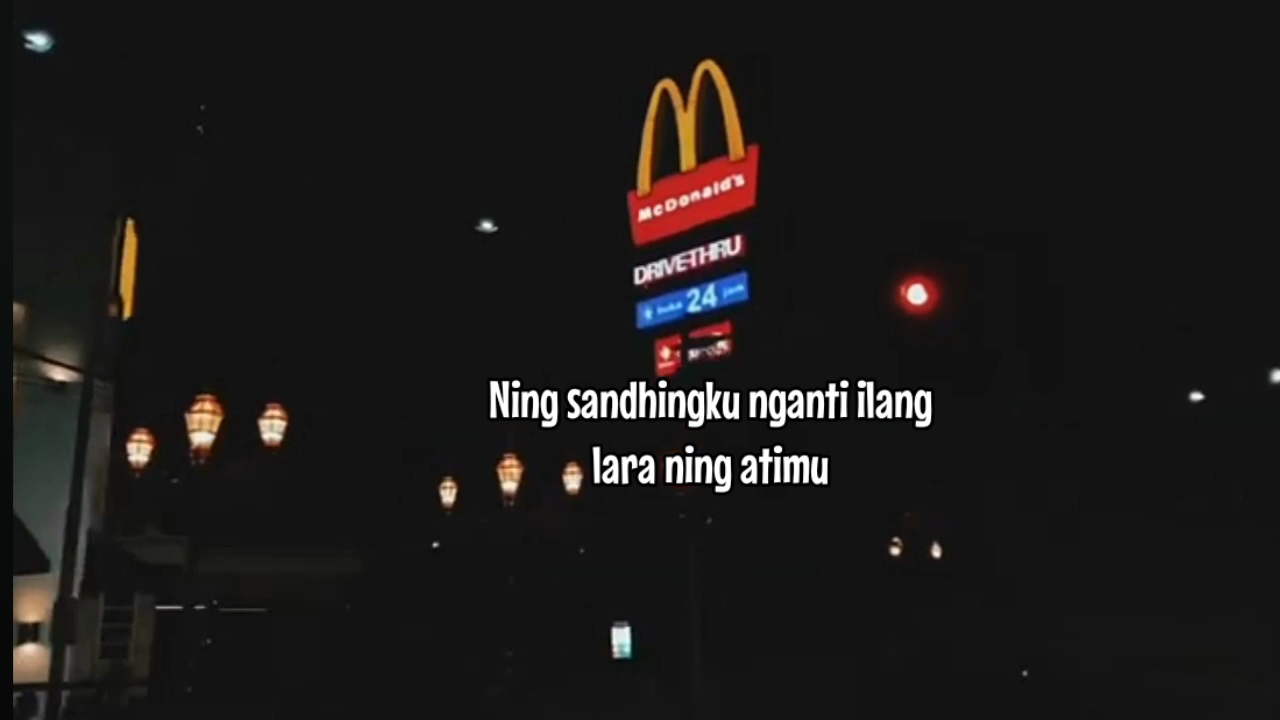 McDonald's
DRIVE-THRU
24
Ning sandhingku nganti ilang
lara ning atimu